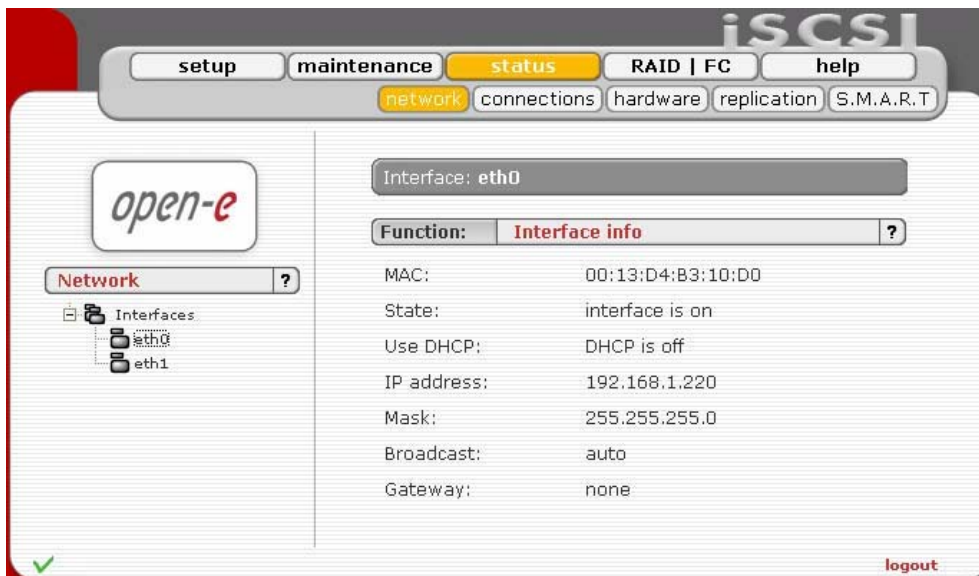 iSCSI
setup maintenance status RAID | FC help
network connections hardware replication S.M.A.R.T
open-e
Network ?
Interfaces
eth0
eth1
Interface: eth0
Function: Interface info ?
MAC: 00:13:D4:B3:10:D0
State: interface is on
Use DHCP: DHCP is off
IP address: 192.168.1.220
Mask: 255.255.255.0
Broadcast: auto
Gateway: none
logout